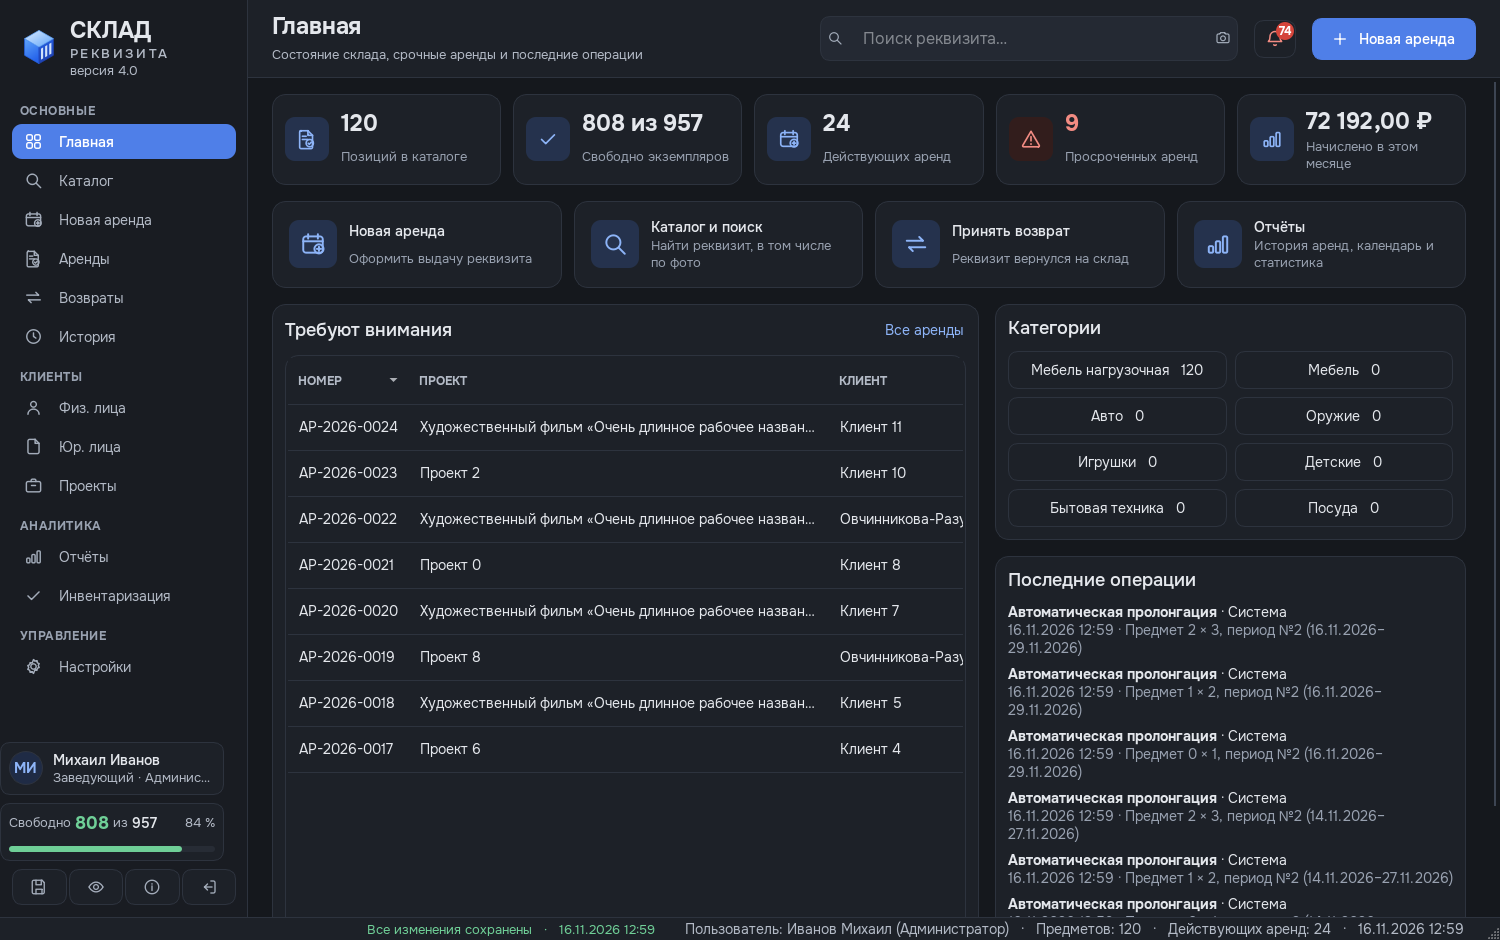 СКЛАД
РЕКВИЗИТА
версия 4.0
ОСНОВНЫЕ
Главная
Каталог
Новая аренда
Аренды
Возвраты
История
КЛИЕНТЫ
Физ. лица
Юр. лица
Проекты
АНАЛИТИКА
Отчёты
Инвентаризация
УПРАВЛЕНИЕ
Настройки
МИ
Михаил Иванов
Заведующий · Админис...
Свободно 808 из 957 84 %
Главная
Состояние склада, срочные аренды и последние операции
Поиск реквизита...
74
Новая аренда
120
Позиций в каталоге
808 из 957
Свободно экземпляров
24
Действующих аренд
9
Просроченных аренд
72 192,00 ₽
Начислено в этом
месяце
Новая аренда
Оформить выдачу реквизита
Каталог и поиск
Найти реквизит, в том числе
по фото
Принять возврат
Реквизит вернулся на склад
Отчёты
История аренд, календарь и
статистика
Требуют внимания
Все аренды
НОМЕР ПРОЕКТ КЛИЕНТ
АР-2026-0024 Художественный фильм «Очень длинное рабочее назван... Клиент 11
АР-2026-0023 Проект 2 Клиент 10
АР-2026-0022 Художественный фильм «Очень длинное рабочее назван... Овчинникова-Разу
АР-2026-0021 Проект 0 Клиент 8
АР-2026-0020 Художественный фильм «Очень длинное рабочее назван... Клиент 7
АР-2026-0019 Проект 8 Овчинникова-Разу
АР-2026-0018 Художественный фильм «Очень длинное рабочее назван... Клиент 5
АР-2026-0017 Проект 6 Клиент 4
Категории
Мебель нагрузочная 120
Мебель 0
Авто 0
Оружие 0
Игрушки 0
Детские 0
Бытовая техника 0
Посуда 0
Последние операции
Автоматическая пролонгация · Система
16.11.2026 12:59 · Предмет 2 × 3, период №2 (16.11.2026–
29.11.2026)
Автоматическая пролонгация · Система
16.11.2026 12:59 · Предмет 1 × 2, период №2 (16.11.2026–
29.11.2026)
Автоматическая пролонгация · Система
16.11.2026 12:59 · Предмет 0 × 1, период №2 (16.11.2026–
29.11.2026)
Автоматическая пролонгация · Система
16.11.2026 12:59 · Предмет 2 × 3, период №2 (14.11.2026–
27.11.2026)
Автоматическая пролонгация · Система
16.11.2026 12:59 · Предмет 1 × 2, период №2 (14.11.2026–27.11.2026)
Автоматическая пролонгация · Система
Все изменения сохранены · 16.11.2026 12:59 Пользователь: Иванов Михаил (Администратор) · Предметов: 120 · Действующих аренд: 24 · 16.11.2026 12:59